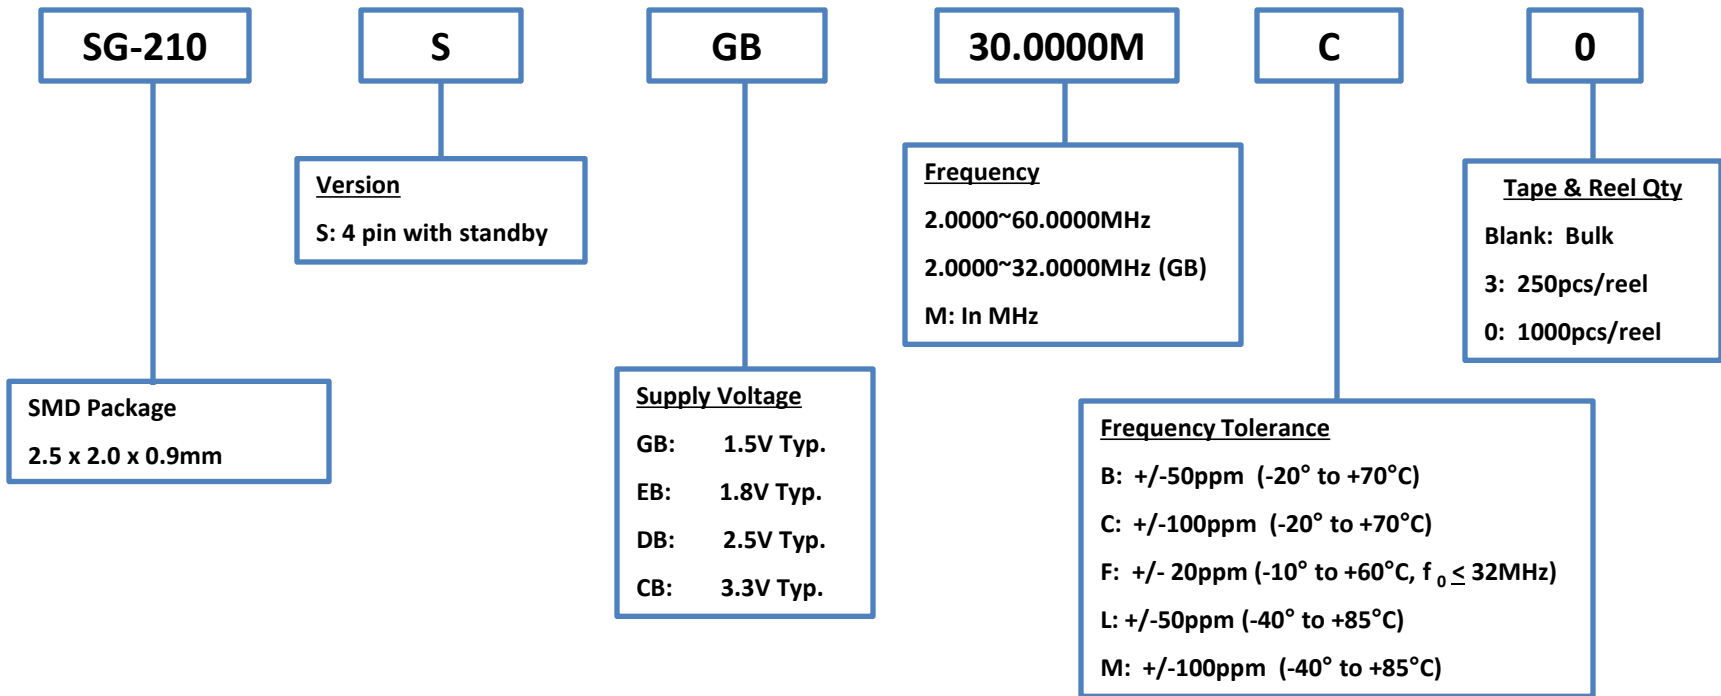 SG-210
S
GB
30.0000M
C
0
Version
S: 4 pin with standby
Frequency
2.0000~60.0000MHz
2.0000~32.0000MHz (GB)
M: In MHz
Tape & Reel Qty
Blank: Bulk
3: 250pcs/reel
0: 1000pcs/reel
SMD Package
2.5 x 2.0 x 0.9mm
Supply Voltage
GB: 1.5V Typ.
EB: 1.8V Typ.
DB: 2.5V Typ.
CB: 3.3V Typ.
Frequency Tolerance
B: +/-50ppm (-20° to +70°C)
C: +/-100ppm (-20° to +70°C)
F: +/- 20ppm (-10° to +60°C, f 0 ≤ 32MHz)
L: +/-50ppm (-40° to +85°C)
M: +/-100ppm (-40° to +85°C)